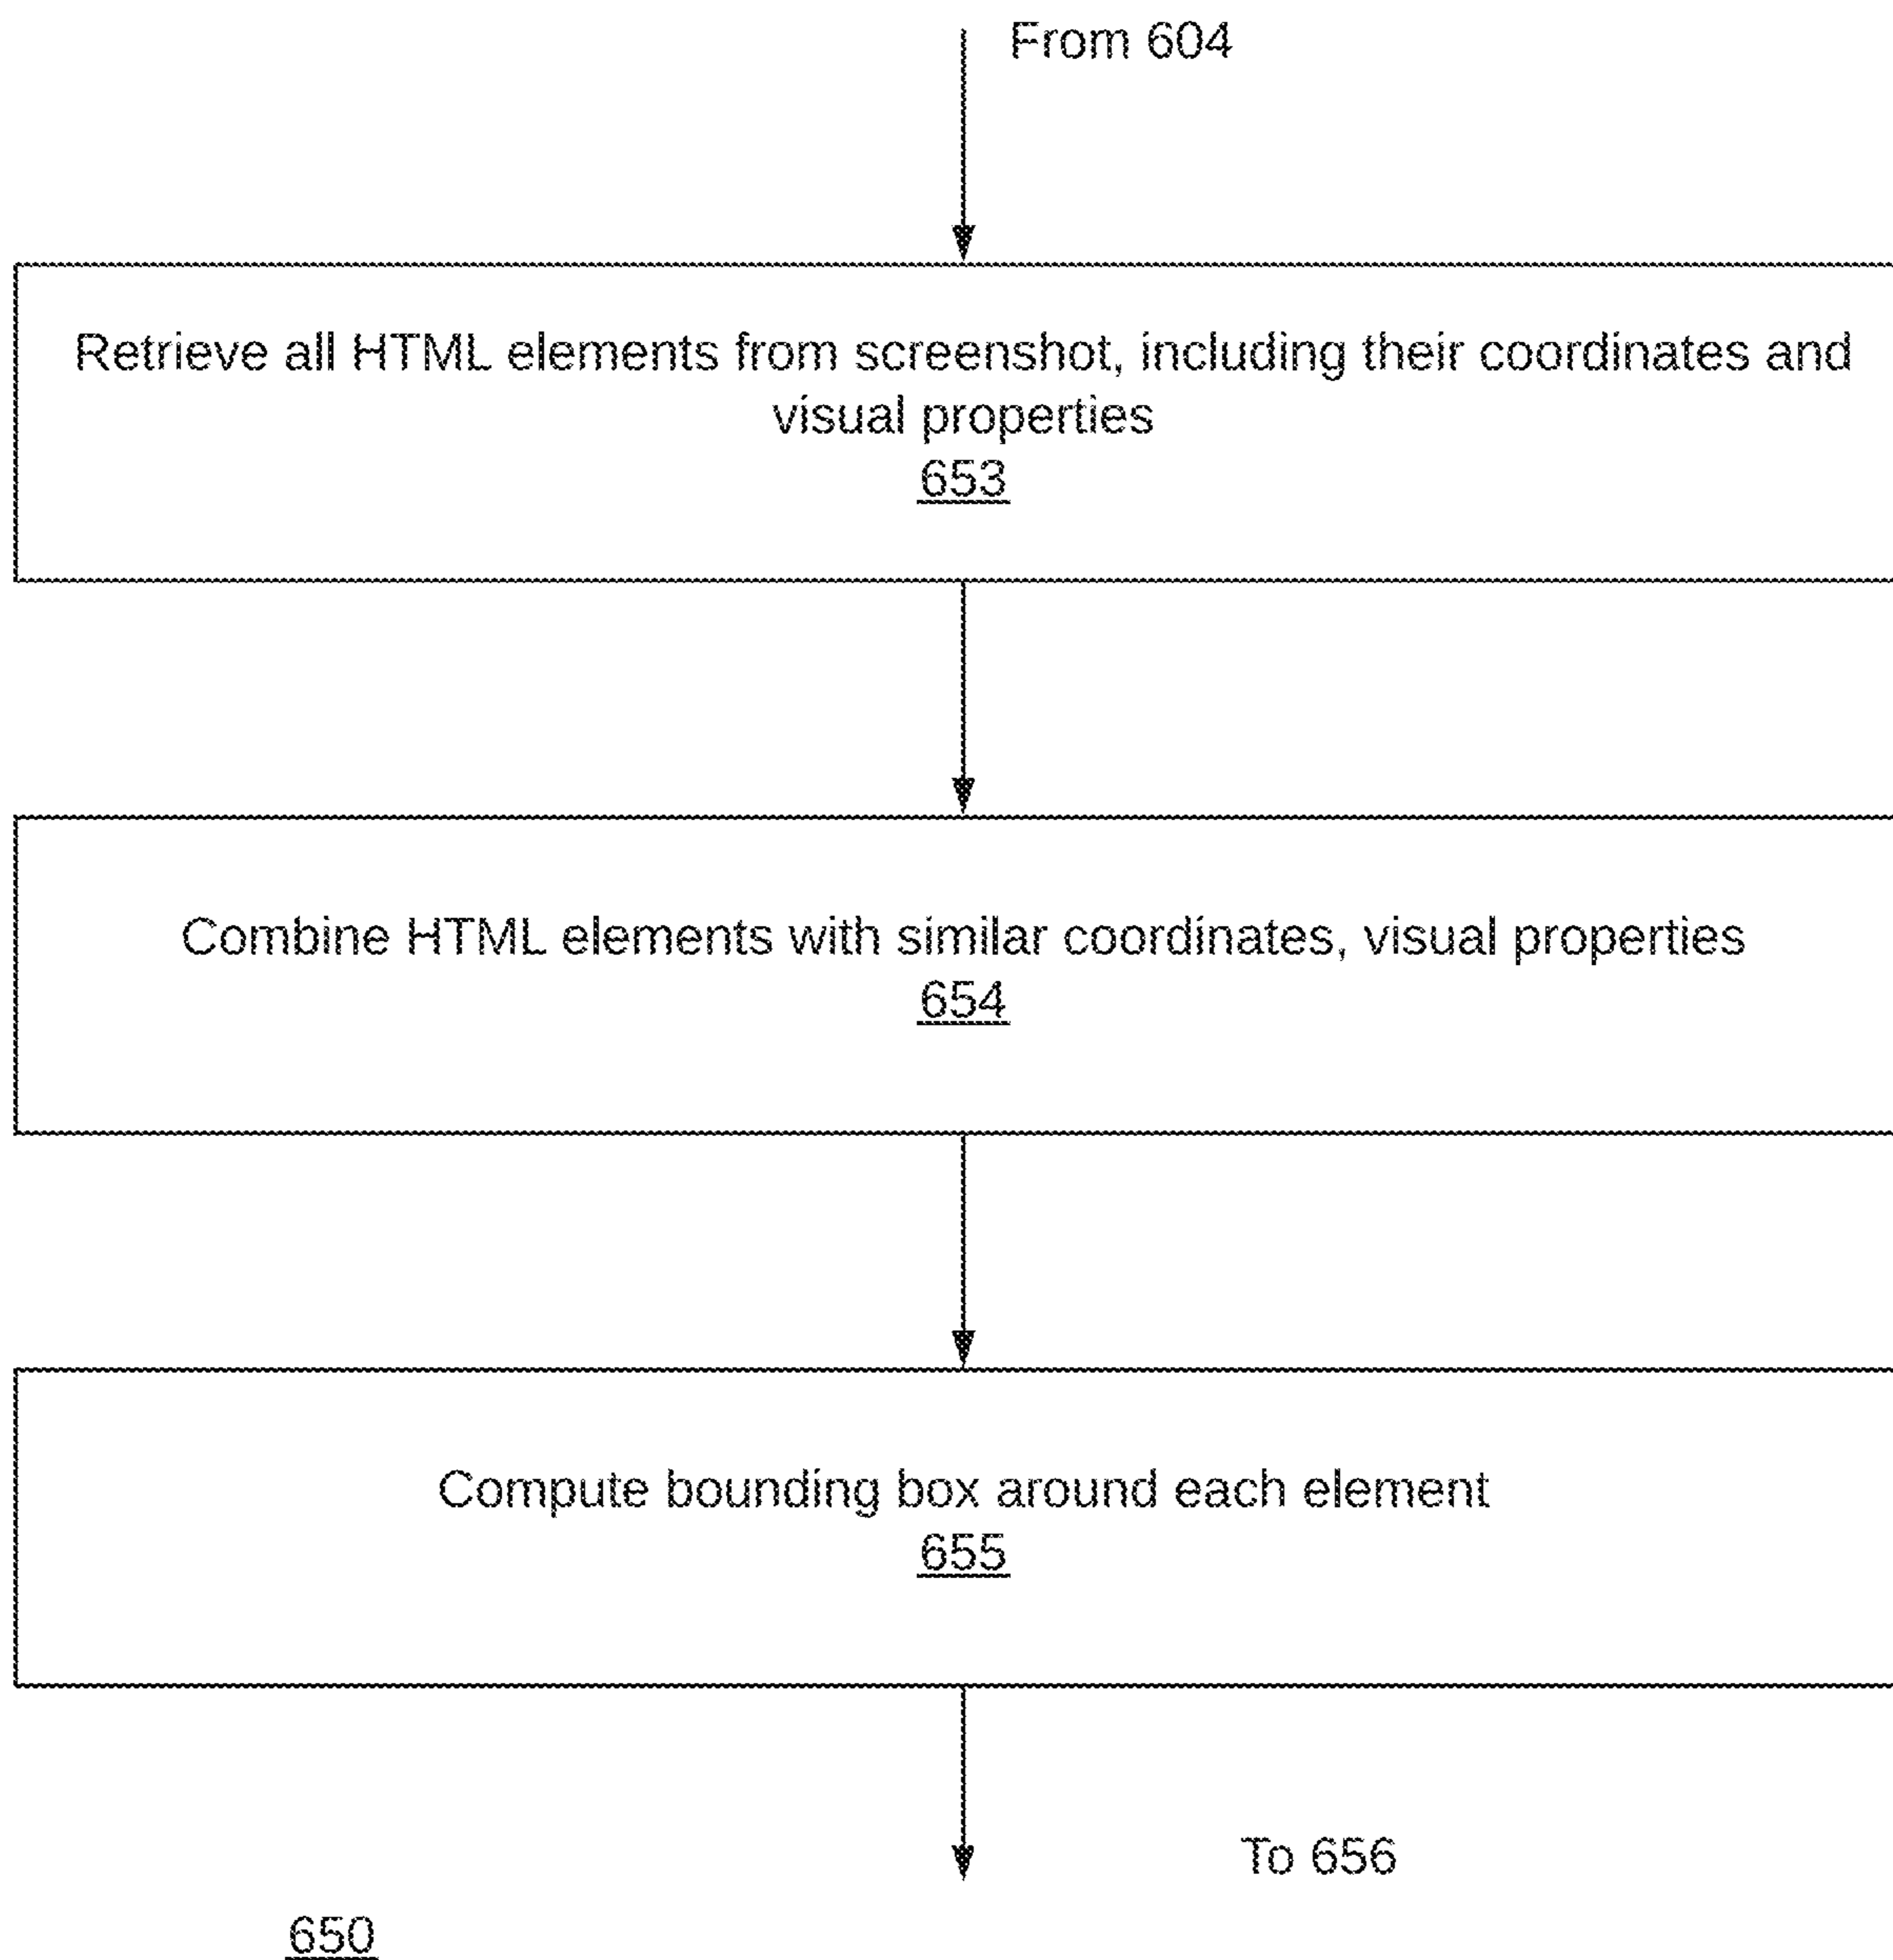 From 604
Retrieve all HTML elements from screenshot, including their coordinates and
visual properties
653
Combine HTML elements with similar coordinates, visual properties
654
Compute bounding box around each element
655
To 656
650